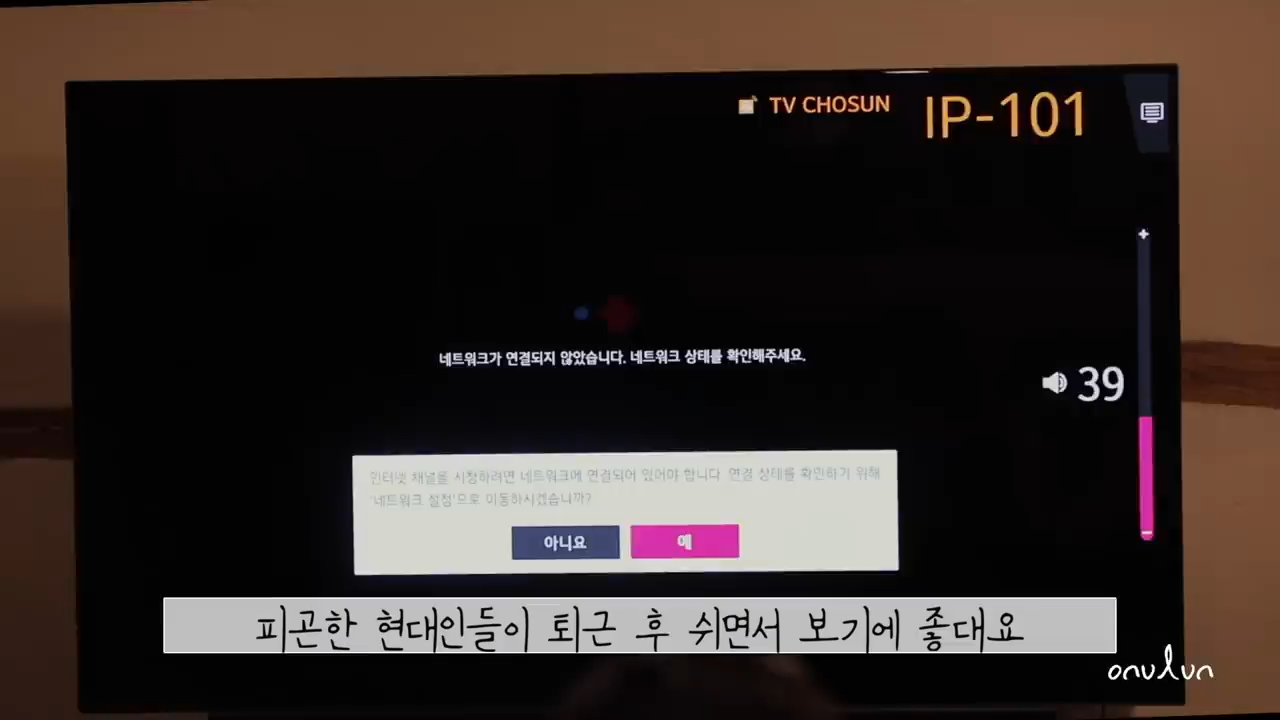 TV CHOSUN IP-101
네트워크가 연결되지 않았습니다. 네트워크 상태를 확인해주세요.
39
인터넷 채널을 시청하려면 네트워크에 연결되어 있어야 합니다. 연결 상태를 확인하기 위해
'네트워크 설정'으로 이동하시겠습니까?
아니요 예
피곤한 현대인들이 퇴근 후 쉬면서 보기에 좋대요
onulun